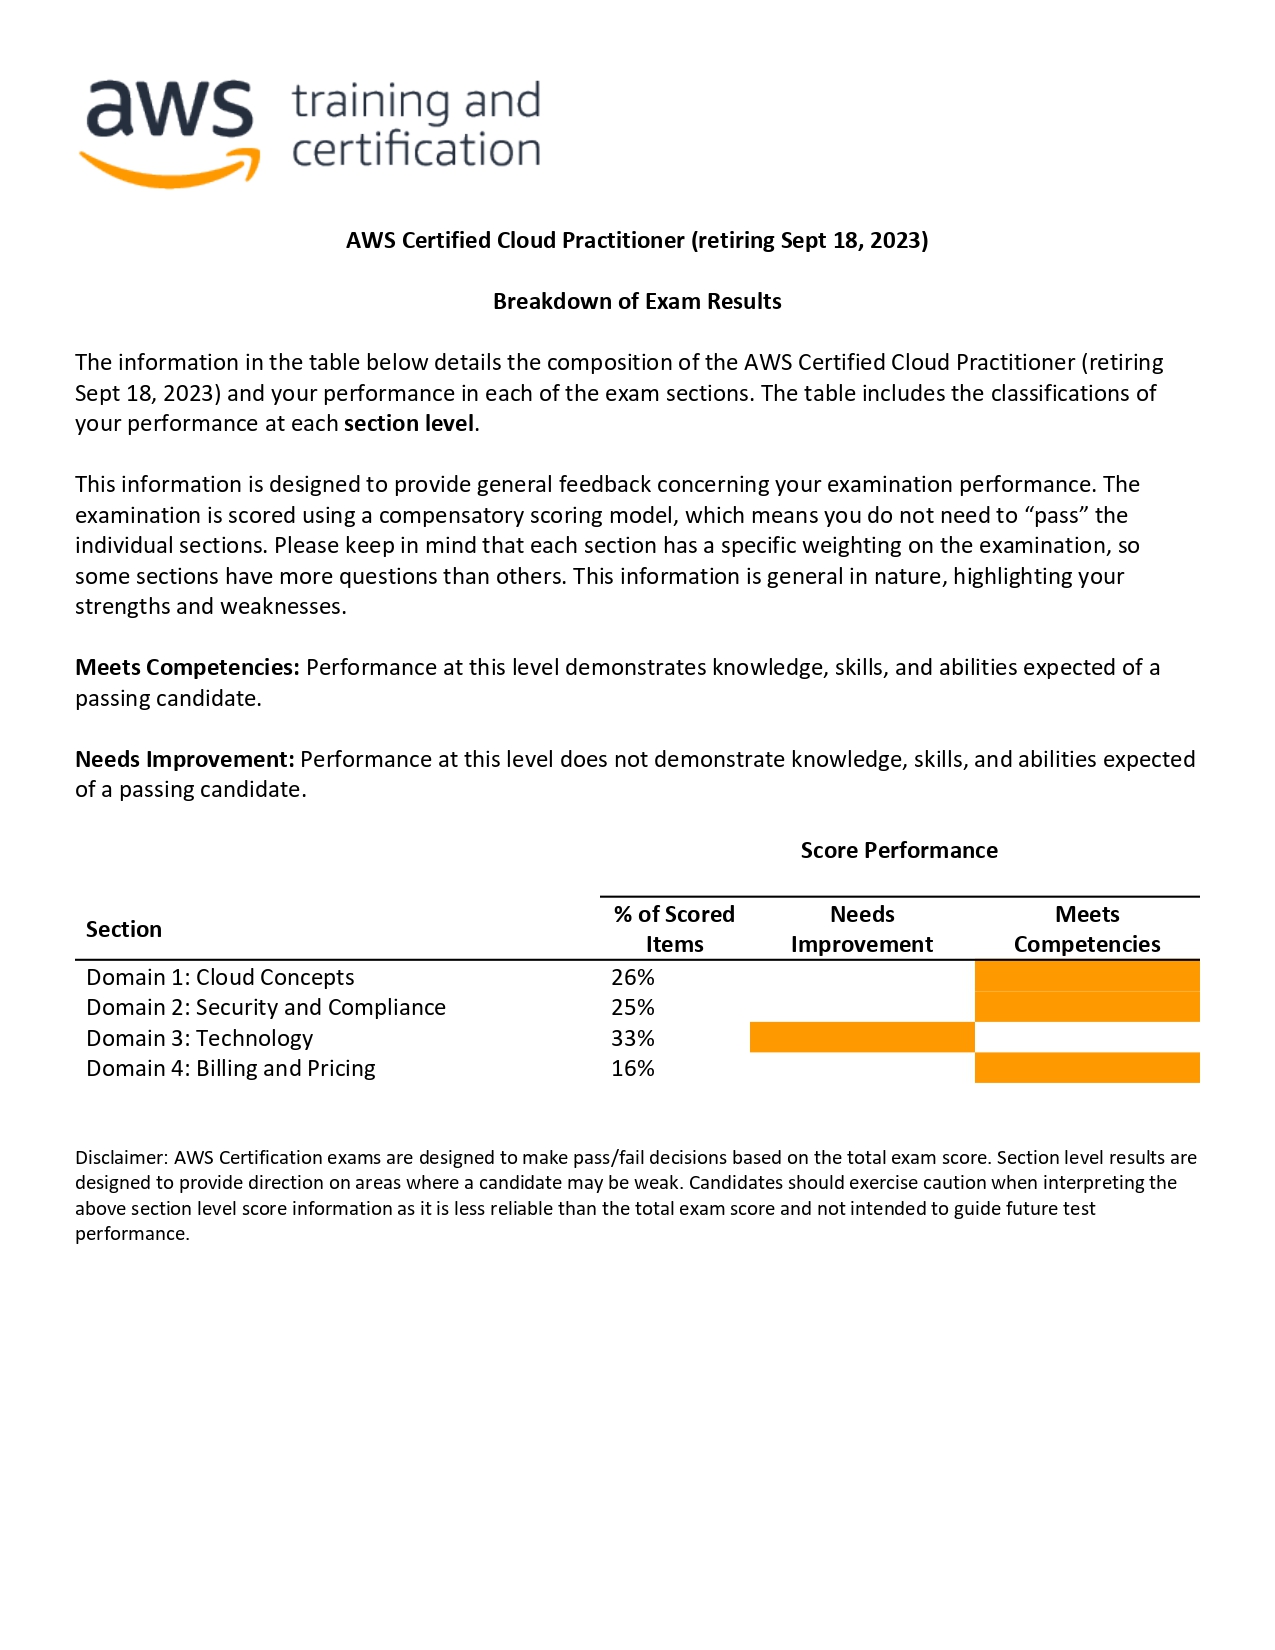 aws training and
certification
AWS Certified Cloud Practitioner (retiring Sept 18, 2023)
Breakdown of Exam Results
The information in the table below details the composition of the AWS Certified Cloud Practitioner (retiring
Sept 18, 2023) and your performance in each of the exam sections. The table includes the classifications of
your performance at each section level.
This information is designed to provide general feedback concerning your examination performance. The
examination is scored using a compensatory scoring model, which means you do not need to “pass” the
individual sections. Please keep in mind that each section has a specific weighting on the examination, so
some sections have more questions than others. This information is general in nature, highlighting your
strengths and weaknesses.
Meets Competencies: Performance at this level demonstrates knowledge, skills, and abilities expected of a
passing candidate.
Needs Improvement: Performance at this level does not demonstrate knowledge, skills, and abilities expected
of a passing candidate.
Score Performance
Section % of Scored Items Needs Improvement Meets Competencies
Domain 1: Cloud Concepts 26%
Domain 2: Security and Compliance 25%
Domain 3: Technology 33%
Domain 4: Billing and Pricing 16%
Disclaimer: AWS Certification exams are designed to make pass/fail decisions based on the total exam score. Section level results are
designed to provide direction on areas where a candidate may be weak. Candidates should exercise caution when interpreting the
above section level score information as it is less reliable than the total exam score and not intended to guide future test
performance.